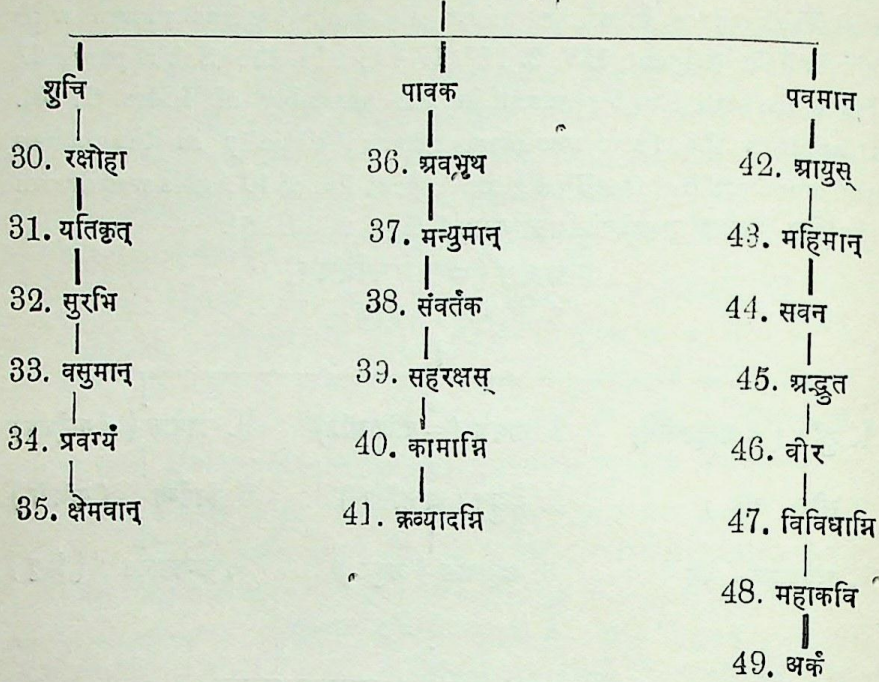 शुचि पावक पवमान
30. रक्षोहा 36. अवभृथ 42. आयुस्
31. यतिकृत् 37. मन्युमान् 43. महिमान्
32. सुरभि 38. संवर्तक 44. सवन
33. वसुमान् 39. सहरक्षस् 45. अद्भुत
34. प्रवर्ग्य 40. कामाग्नि 46. वीर
35. क्षेमवान् 41. क्रव्यादग्नि 47. विविधाग्नि
48. महाकवि
49. अर्क